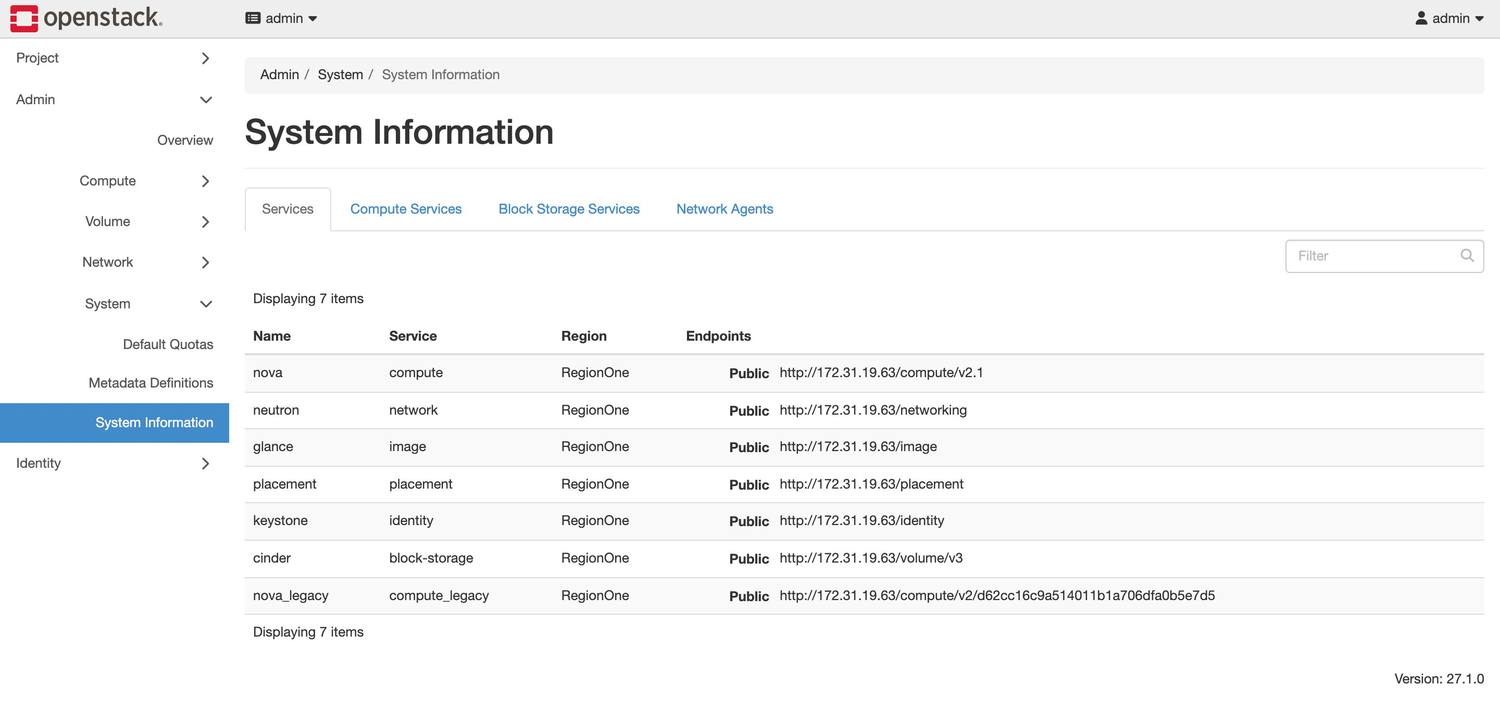 openstack.
admin
admin
Project
Admin
Overview
Compute
Volume
Network
System
Default Quotas
Metadata Definitions
System Information
Identity
Admin / System / System Information
System Information
Services Compute Services Block Storage Services Network Agents
Filter
Displaying 7 items
Name Service Region Endpoints
nova compute RegionOne Public http://172.31.19.63/compute/v2.1
neutron network RegionOne Public http://172.31.19.63/networking
glance image RegionOne Public http://172.31.19.63/image
placement placement RegionOne Public http://172.31.19.63/placement
keystone identity RegionOne Public http://172.31.19.63/identity
cinder block-storage RegionOne Public http://172.31.19.63/volume/v3
nova_legacy compute_legacy RegionOne Public http://172.31.19.63/compute/v2/d62cc16c9a514011b1a706dfa0b5e7d5
Displaying 7 items
Version: 27.1.0